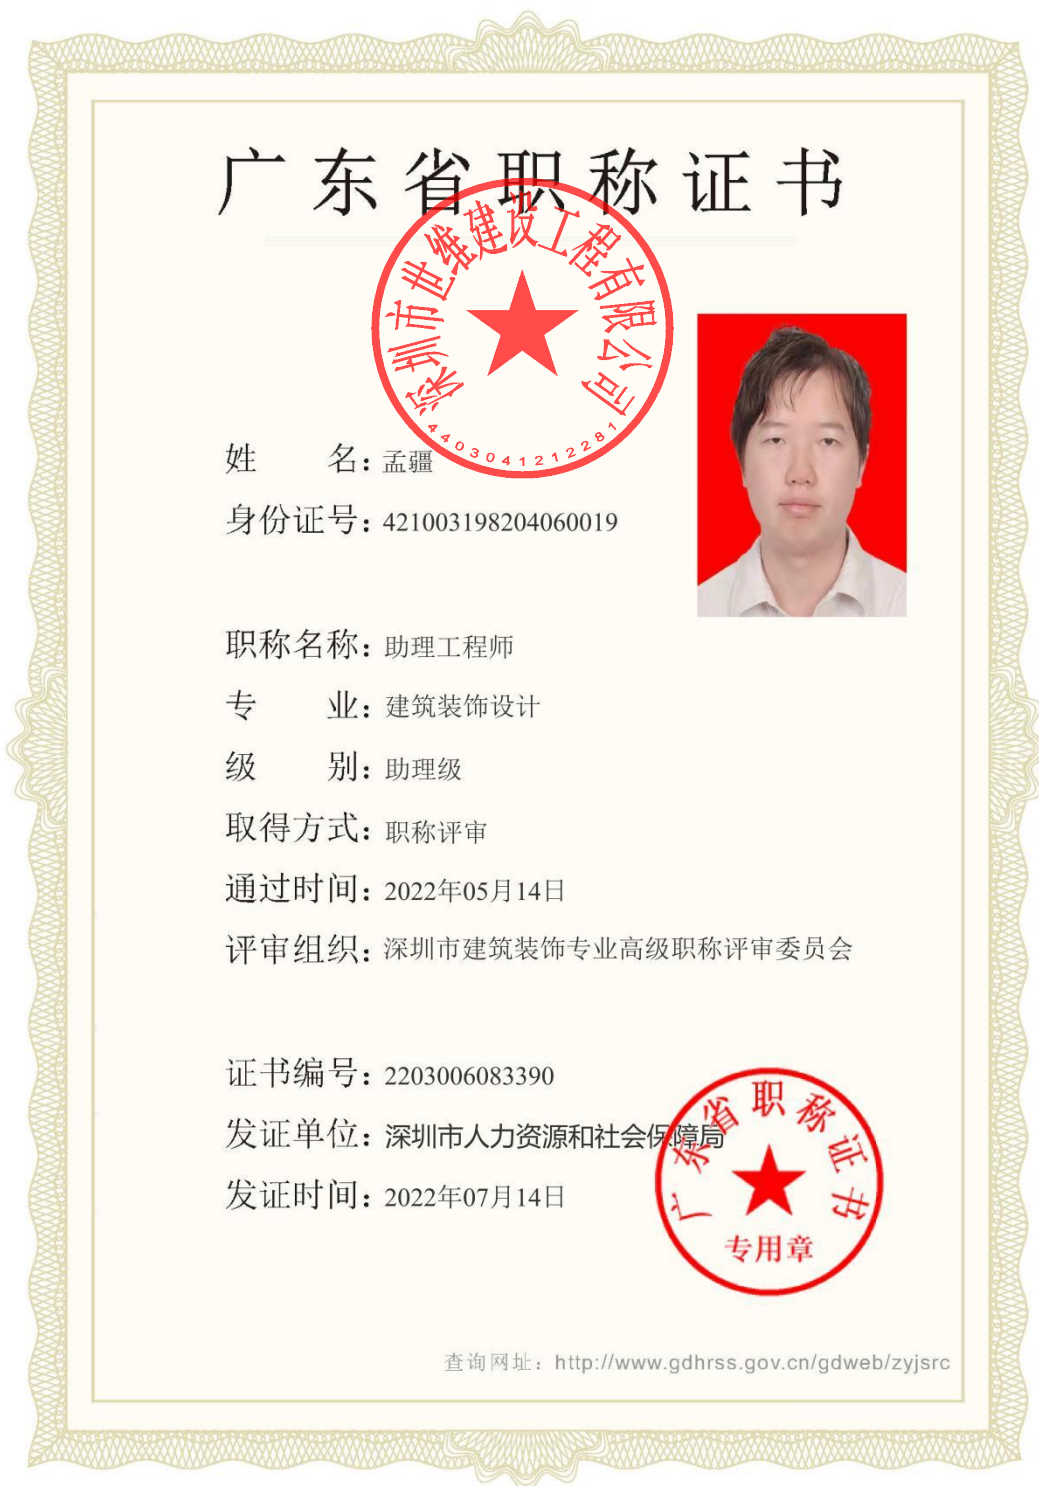 广东省职称证书
深圳市世维建设工程有限公司
4403041212281
姓 名：孟疆
身份证号：421003198204060019
职称名称：助理工程师
专 业：建筑装饰设计
级 别：助理级
取得方式：职称评审
通过时间：2022年05月14日
评审组织：深圳市建筑装饰专业高级职称评审委员会
证书编号：2203006083390
发证单位：深圳市人力资源和社会保障局
发证时间：2022年07月14日
广东省职称证书
专用章
查询网址：http://www.gdhrss.gov.cn/gdweb/zyjsrc